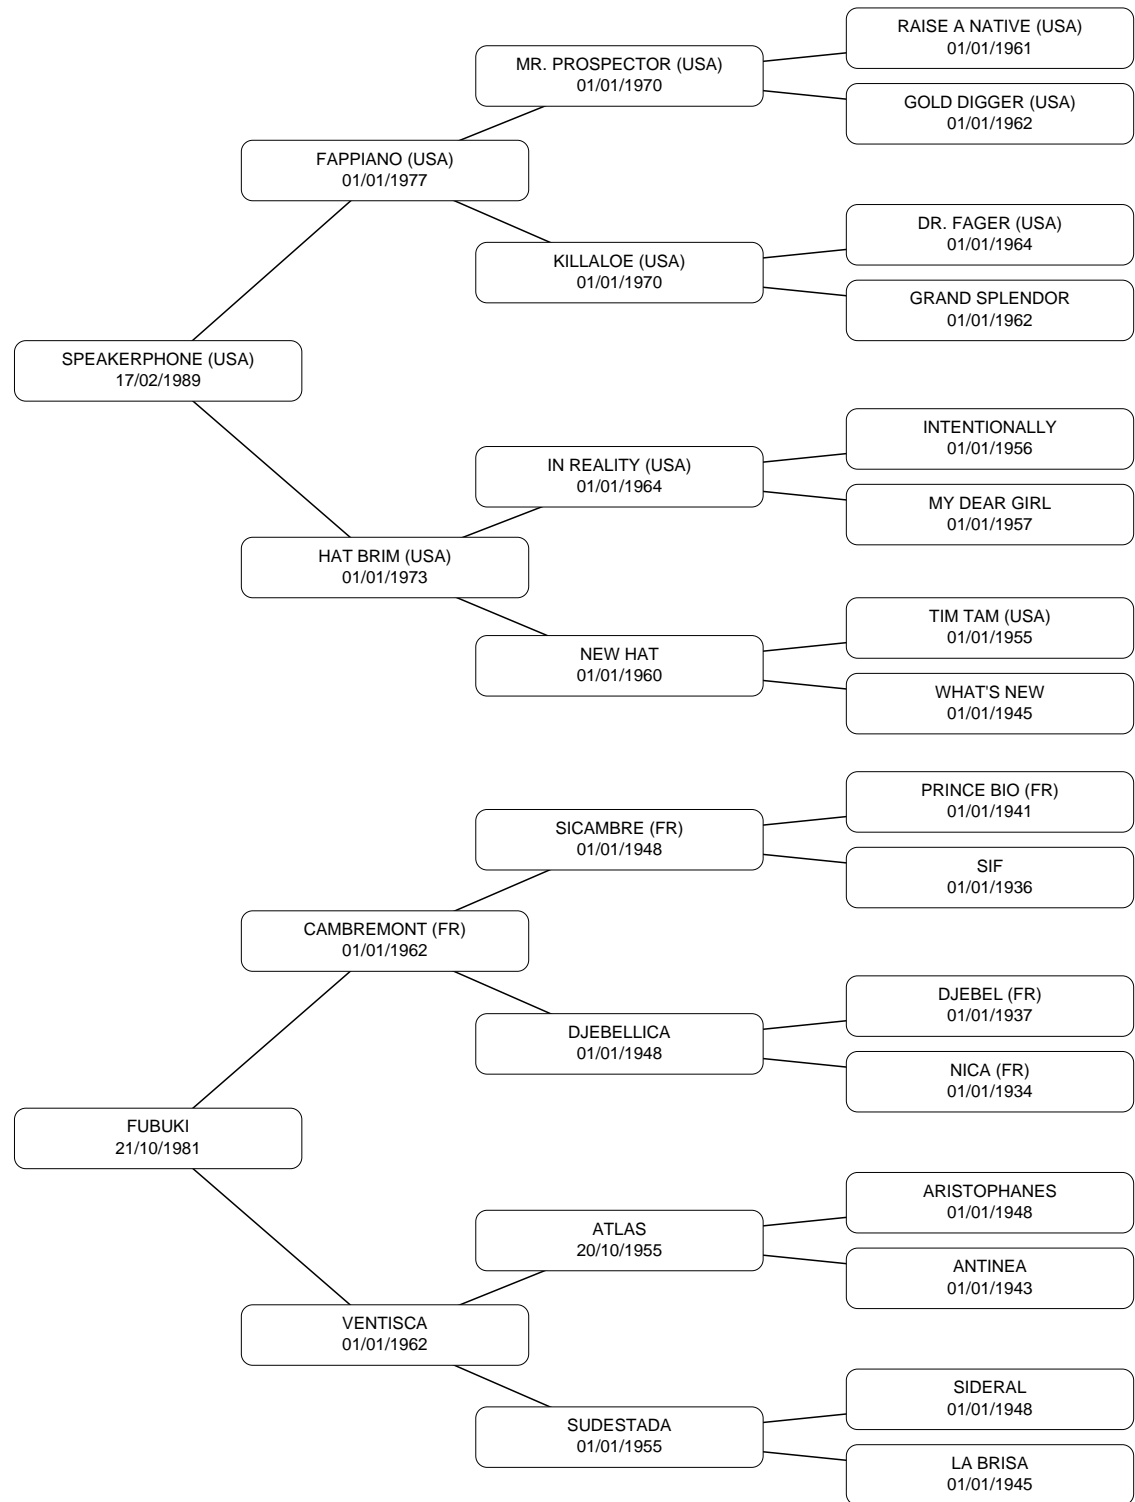 RAISE A NATIVE (USA)
01/01/1961
MR. PROSPECTOR (USA)
01/01/1970
GOLD DIGGER (USA)
01/01/1962
FAPPIANO (USA)
01/01/1977
DR. FAGER (USA)
01/01/1964
KILLALOE (USA)
01/01/1970
GRAND SPLENDOR
01/01/1962
SPEAKERPHONE (USA)
17/02/1989
INTENTIONALLY
01/01/1956
IN REALITY (USA)
01/01/1964
MY DEAR GIRL
01/01/1957
HAT BRIM (USA)
01/01/1973
TIM TAM (USA)
01/01/1955
NEW HAT
01/01/1960
WHAT'S NEW
01/01/1945
PRINCE BIO (FR)
01/01/1941
SICAMBRE (FR)
01/01/1948
SIF
01/01/1936
CAMBREMONT (FR)
01/01/1962
DJEBEL (FR)
01/01/1937
DJEBELLICA
01/01/1948
NICA (FR)
01/01/1934
FUBUKI
21/10/1981
ARISTOPHANES
01/01/1948
ATLAS
20/10/1955
ANTINEA
01/01/1943
VENTISCA
01/01/1962
SIDERAL
01/01/1948
SUDESTADA
01/01/1955
LA BRISA
01/01/1945